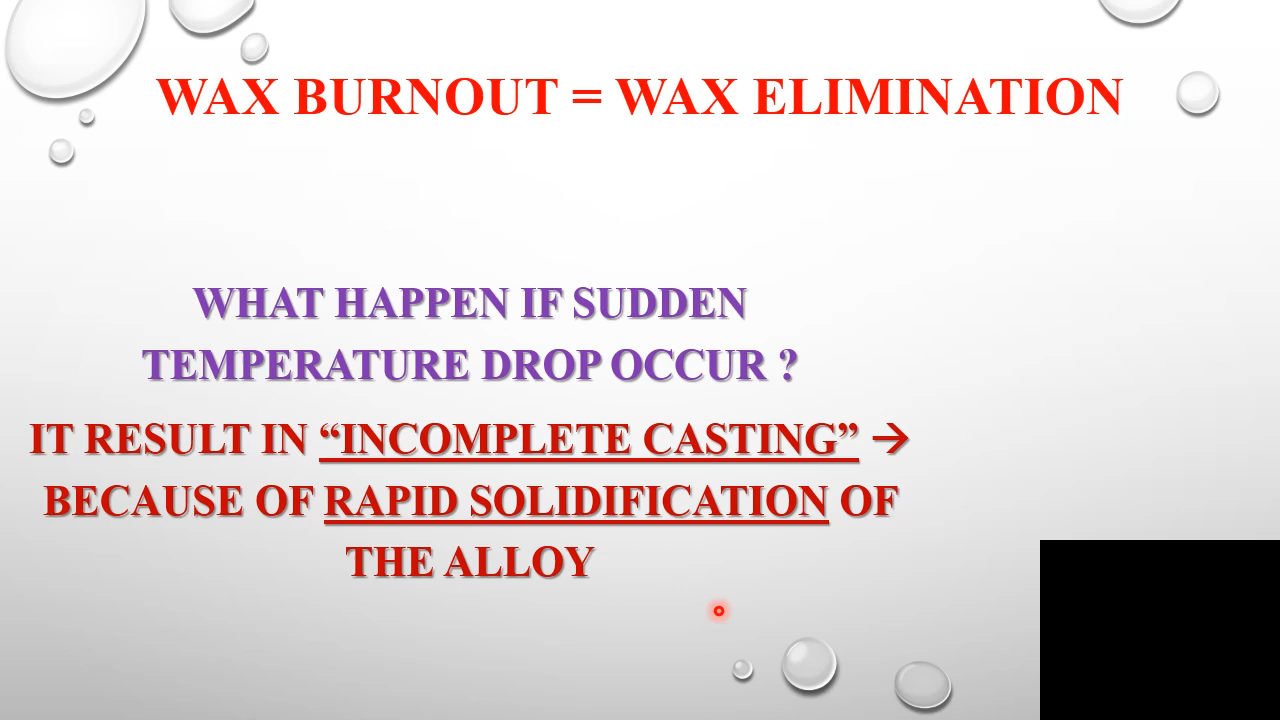 WAX BURNOUT = WAX ELIMINATION
WHAT HAPPEN IF SUDDEN
TEMPERATURE DROP OCCUR ?
IT RESULT IN “INCOMPLETE CASTING” →
BECAUSE OF RAPID SOLIDIFICATION OF
THE ALLOY